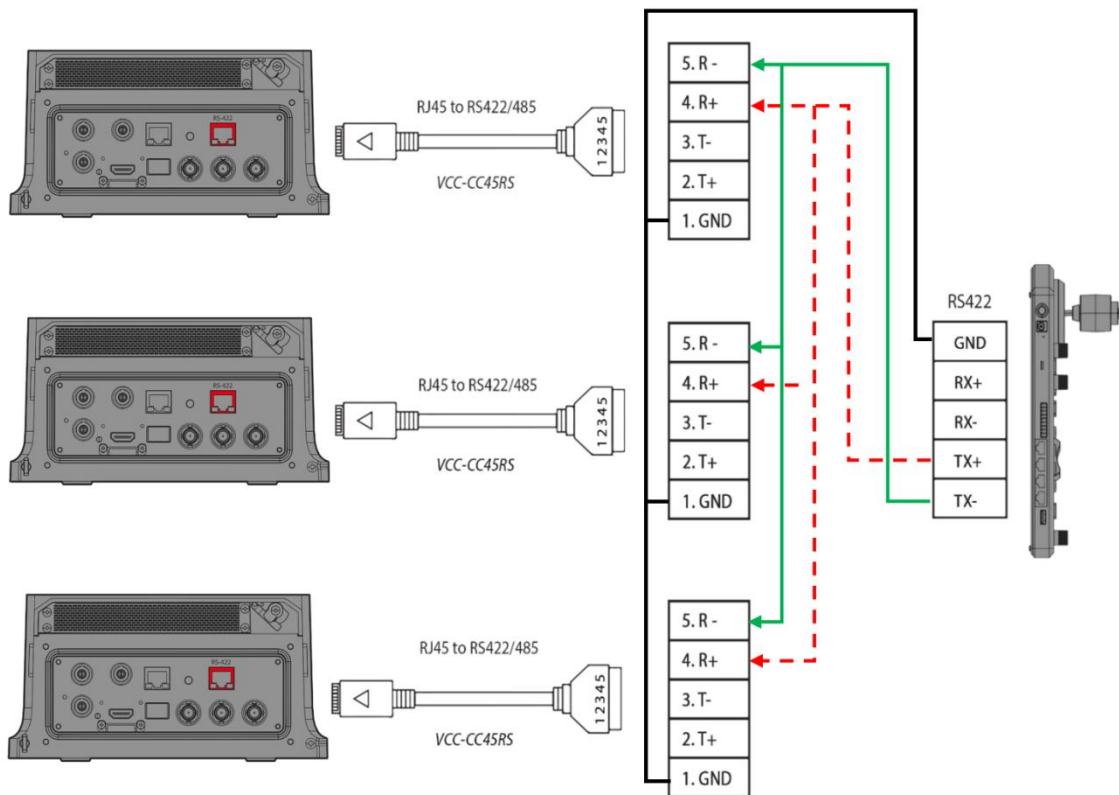 RS-422
RJ45 to RS422/485
12345
VCC-CC45RS
5. R -
4. R+
3. T-
2. T+
1. GND
RS-422
RJ45 to RS422/485
12345
VCC-CC45RS
5. R -
4. R+
3. T-
2. T+
1. GND
RS422
GND
RX+
RX-
TX+
TX-
RS-422
RJ45 to RS422/485
12345
VCC-CC45RS
5. R -
4. R+
3. T-
2. T+
1. GND